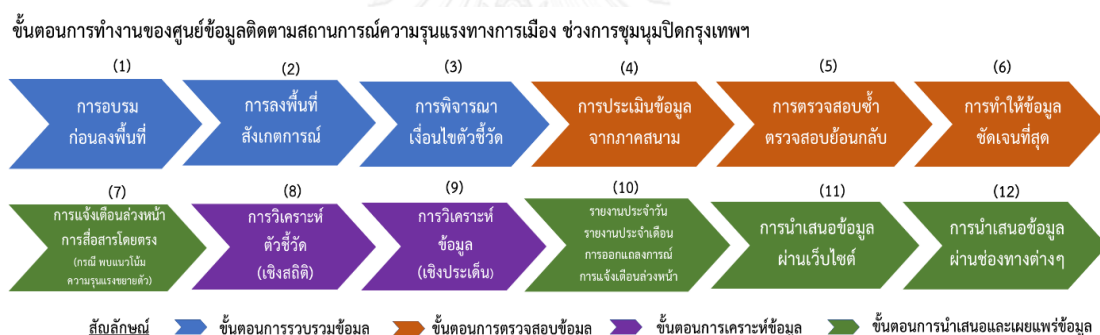 ขั้นตอนการทำงานของศูนย์ข้อมูลติดตามสถานการณ์ความรุนแรงทางการเมือง ช่วงการชุมนุมปิดกรุงเทพฯ
(1)
การอบรม
ก่อนลงพื้นที่
(2)
การลงพื้นที่
สังเกตการณ์
(3)
การพิจารณา
เงื่อนไขตัวชี้วัด
(4)
การประเมินข้อมูล
จากภาคสนาม
(5)
การตรวจสอบซ้ำ
ตรวจสอบย้อนกลับ
(6)
การทำให้ข้อมูล
ชัดเจนที่สุด
(7)
การแจ้งเตือนล่วงหน้า
การสื่อสารโดยตรง
(กรณี พบแนวโน้ม
ความรุนแรงขยายตัว)
(8)
การวิเคราะห์
ตัวชี้วัด
(เชิงสถิติ)
(9)
การวิเคราะห์
ข้อมูล
(เชิงประเด็น)
(10)
รายงานประจำวัน
รายงานประจำเดือน
การออกแถลงการณ์
การแจ้งเตือนล่วงหน้า
(11)
การนำเสนอข้อมูล
ผ่านเว็บไซต์
(12)
การนำเสนอข้อมูล
ผ่านช่องทางต่างๆ
สัญลักษณ์
ขั้นตอนการรวบรวมข้อมูล
ขั้นตอนการตรวจสอบข้อมูล
ขั้นตอนการเคราะห์ข้อมูล
ขั้นตอนการนำเสนอและเผยแพร่ข้อมูล